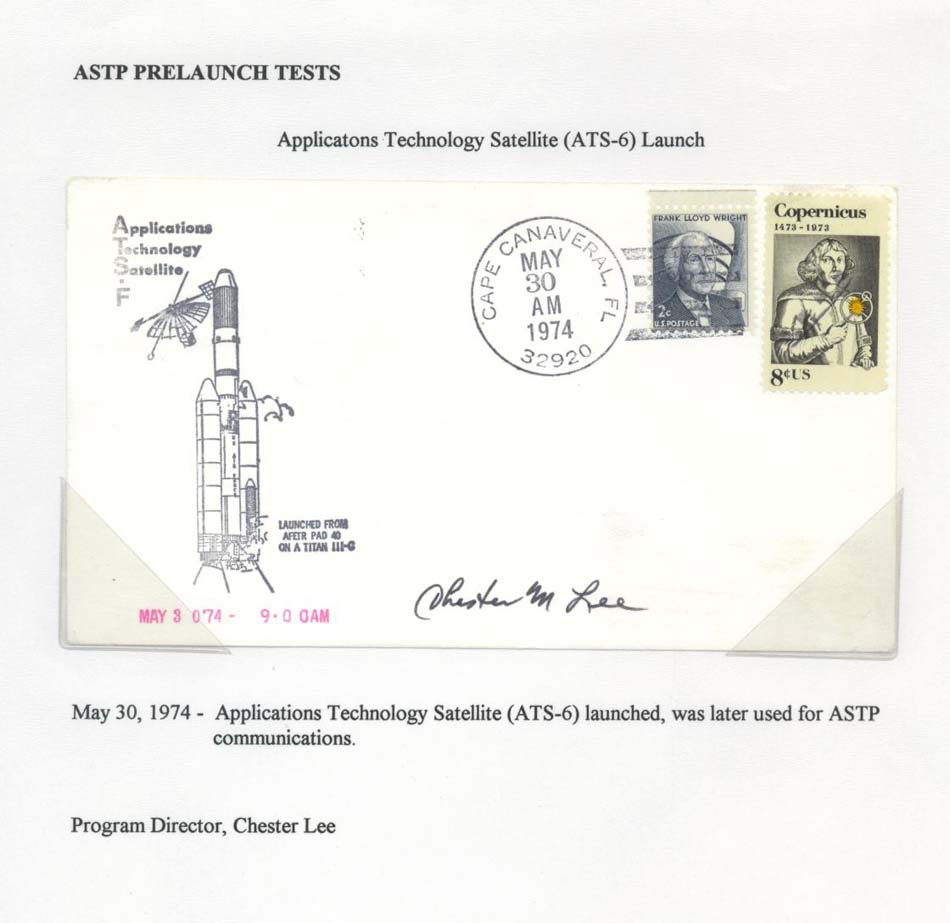 ASTP PRELAUNCH TESTS
Applicatons Technology Satellite (ATS-6) Launch
Applications
Technology
Satellite
-F
CAPE CANAVERAL, FL
MAY
30
AM
1974
32920
FRANK LLOYD WRIGHT
2c
U.S. POSTAGE
Copernicus
1473-1973
8¢US
LAUNCHED FROM
AFETR PAD 40
ON A TITAN III-C
MAY 3 0'74 - 9·0 0AM
Chester M Lee
May 30, 1974 - Applications Technology Satellite (ATS-6) launched, was later used for ASTP
communications.
Program Director, Chester Lee